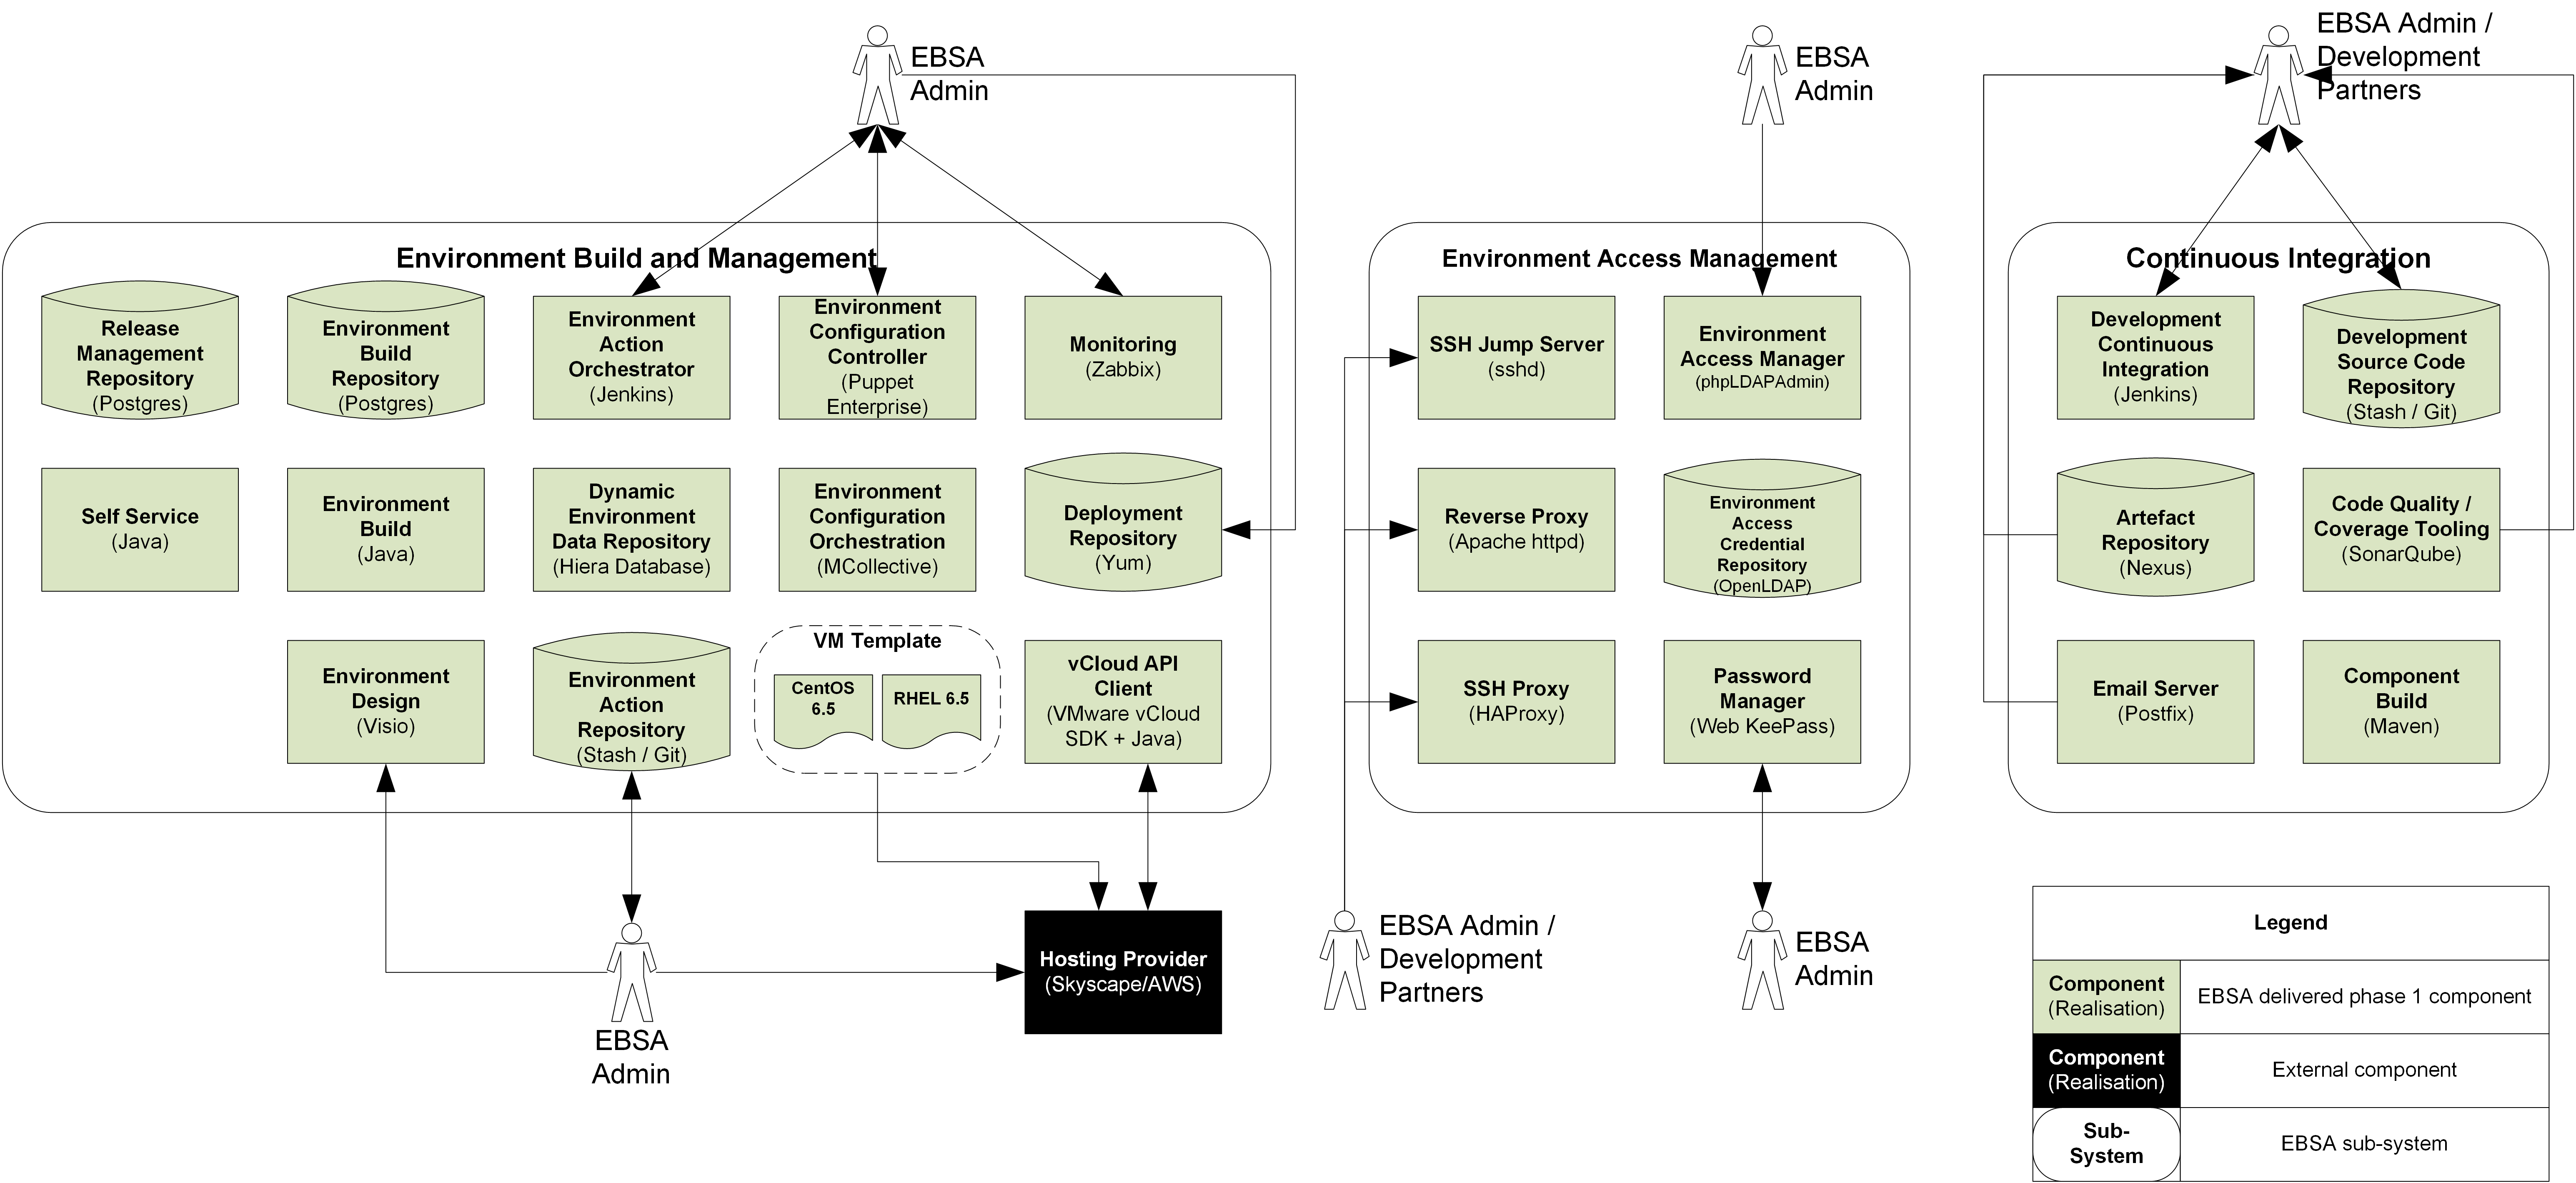 EBSA
Admin
EBSA
Admin
EBSA Admin /
Development
Partners
Environment Build and Management
Release
Management
Repository
(Postgres)
Environment
Build
Repository
(Postgres)
Environment
Action
Orchestrator
(Jenkins)
Environment
Configuration
Controller
(Puppet
Enterprise)
Monitoring
(Zabbix)
Self Service
(Java)
Environment
Build
(Java)
Dynamic
Environment
Data Repository
(Hiera Database)
Environment
Configuration
Orchestration
(MCollective)
Deployment
Repository
(Yum)
Environment
Design
(Visio)
Environment
Action
Repository
(Stash / Git)
VM Template
CentOS
6.5
RHEL 6.5
vCloud API
Client
(VMware vCloud
SDK + Java)
Environment Access Management
SSH Jump Server
(sshd)
Environment
Access Manager
(phpLDAPAdmin)
Reverse Proxy
(Apache httpd)
Environment
Access
Credential
Repository
(OpenLDAP)
SSH Proxy
(HAProxy)
Password
Manager
(Web KeePass)
Continuous Integration
Development
Continuous
Integration
(Jenkins)
Development
Source Code
Repository
(Stash / Git)
Artefact
Repository
(Nexus)
Code Quality /
Coverage Tooling
(SonarQube)
Email Server
(Postfix)
Component
Build
(Maven)
EBSA
Admin
Hosting Provider
(Skyscape/AWS)
EBSA Admin /
Development
Partners
EBSA
Admin
Legend
Component
(Realisation)
EBSA delivered phase 1 component
Component
(Realisation)
External component
Sub-
System
EBSA sub-system